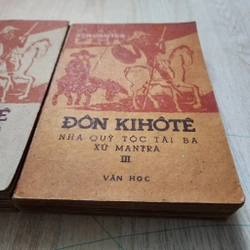 ĐÔN KIHÔTÊ
NHÀ QUÝ TỘC TÀI BA
XỨ MANTRA
III
VĂN HỌC